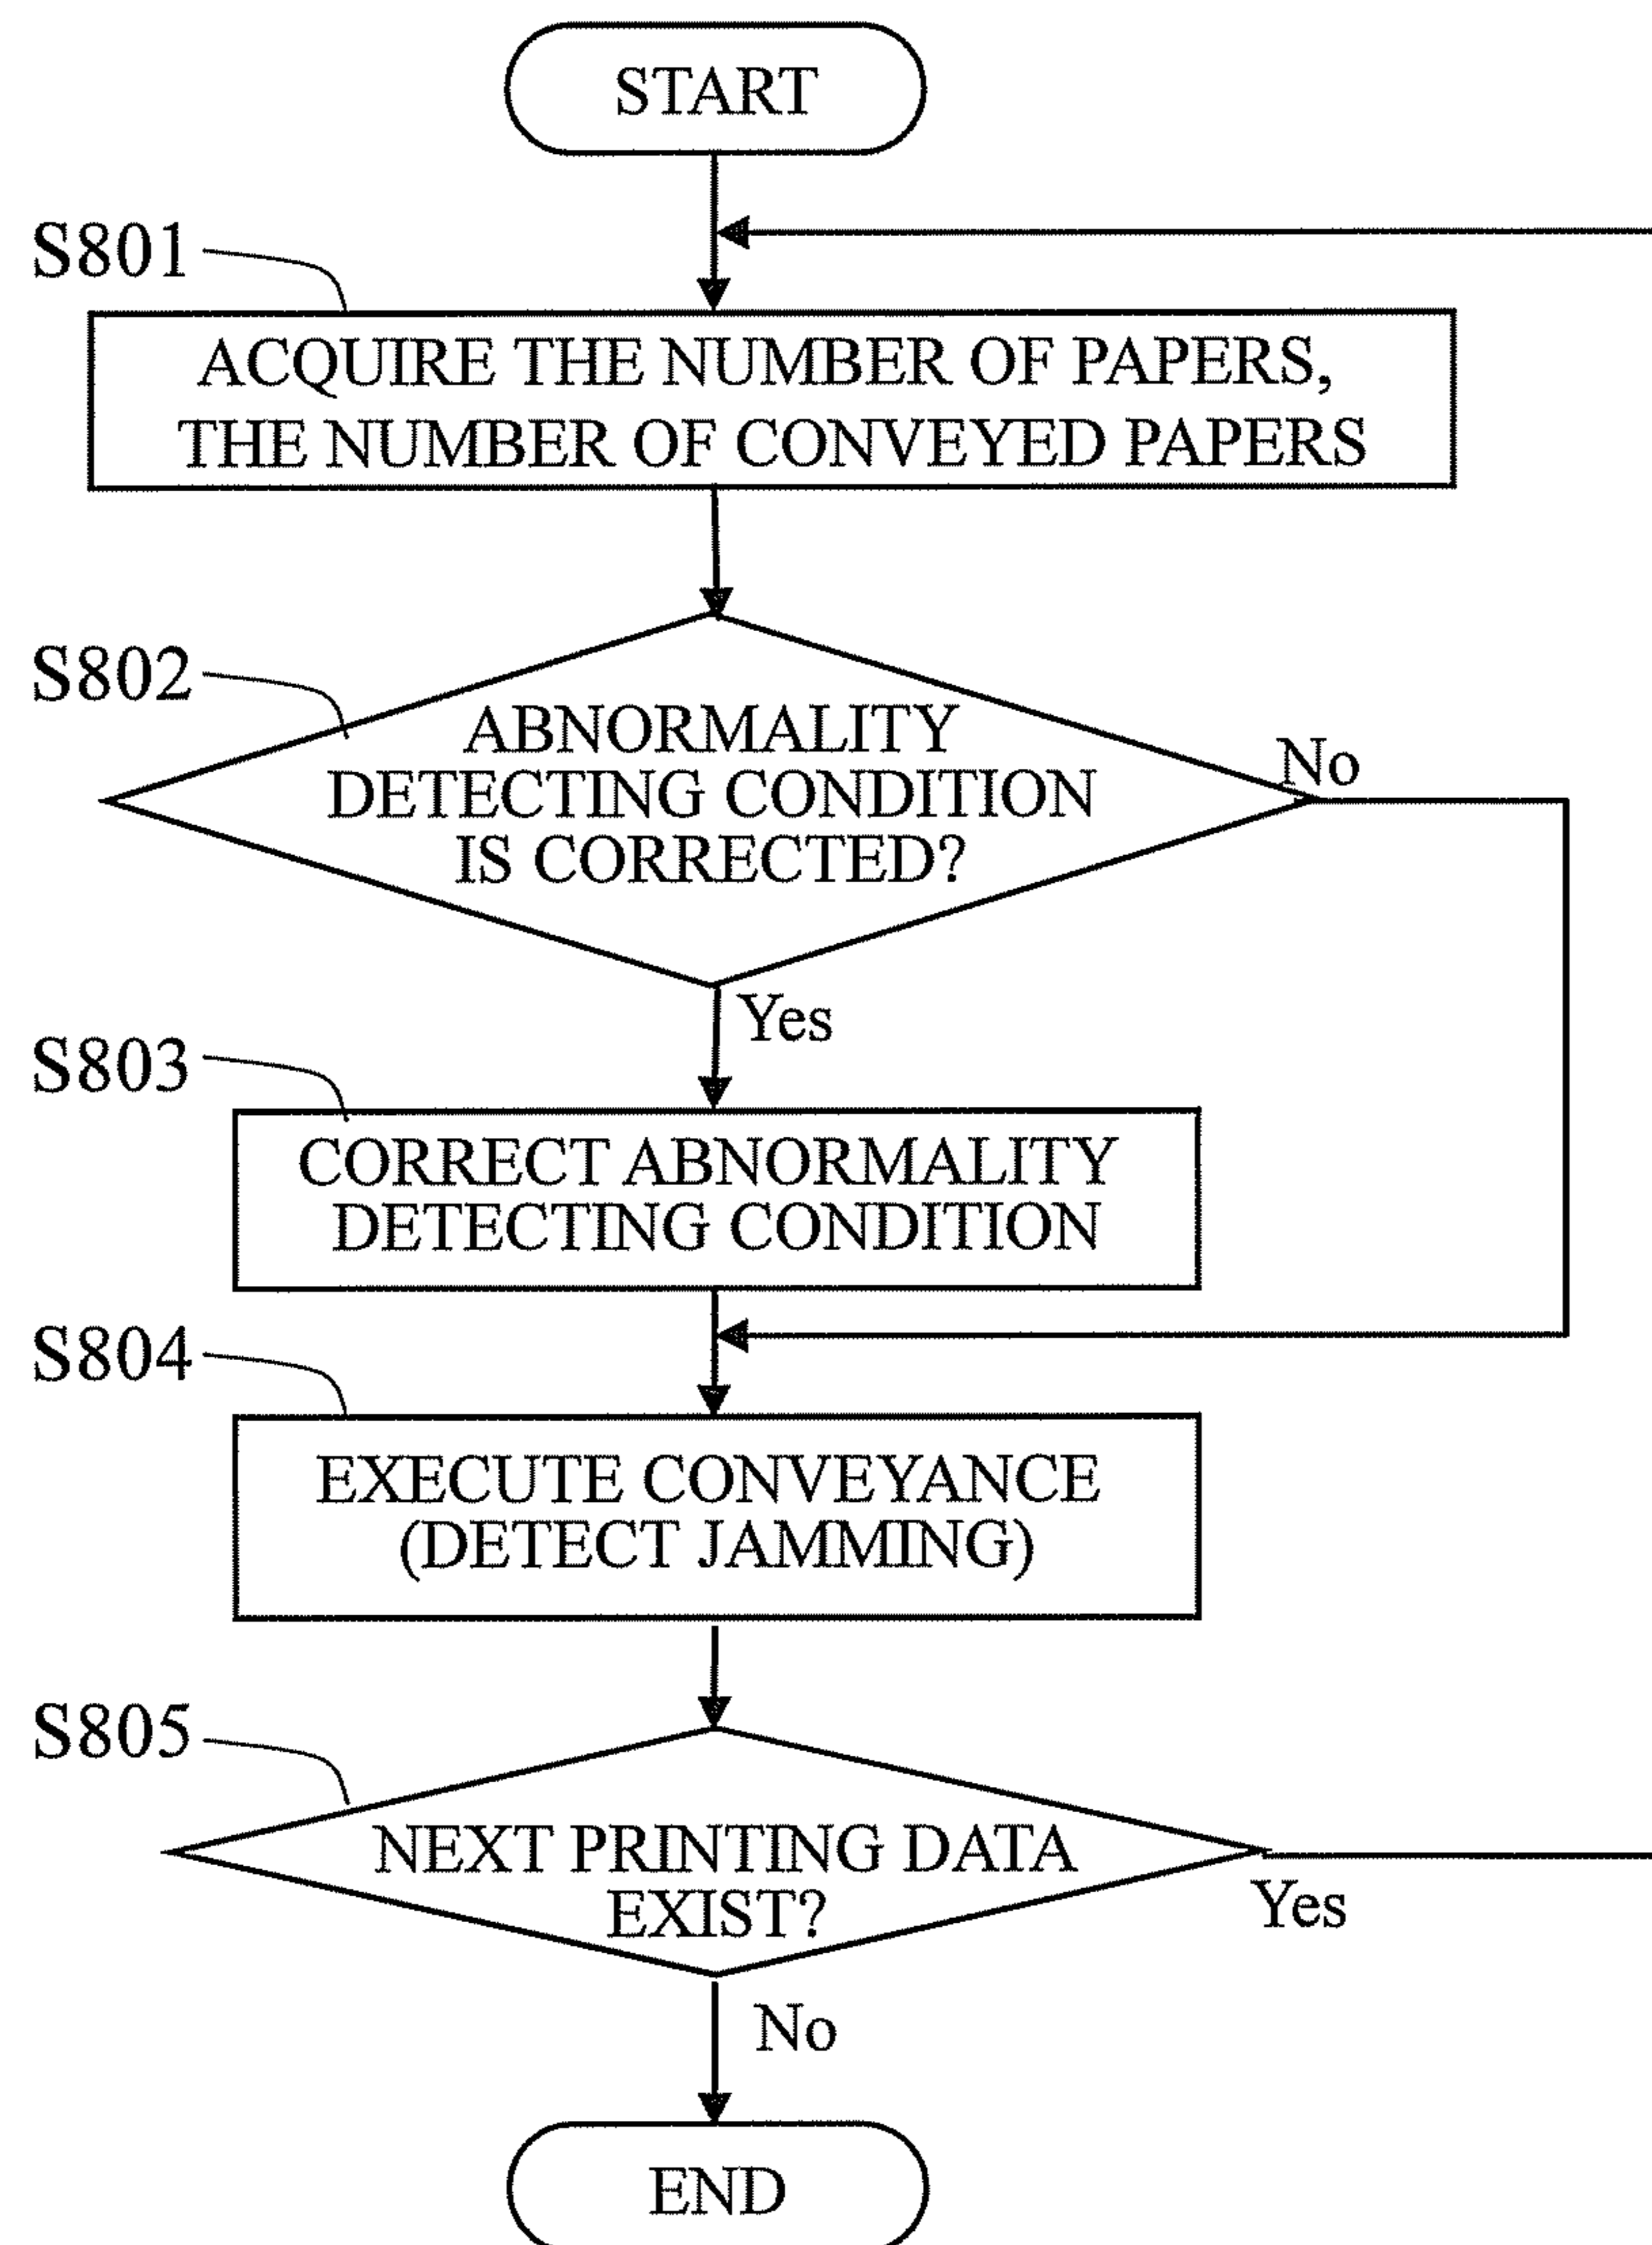 START
S801
ACQUIRE THE NUMBER OF PAPERS,
THE NUMBER OF CONVEYED PAPERS
S802
ABNORMALITY
DETECTING CONDITION
IS CORRECTED?
No
Yes
S803
CORRECT ABNORMALITY
DETECTING CONDITION
S804
EXECUTE CONVEYANCE
(DETECT JAMMING)
S805
NEXT PRINTING DATA
EXIST?
Yes
No
END